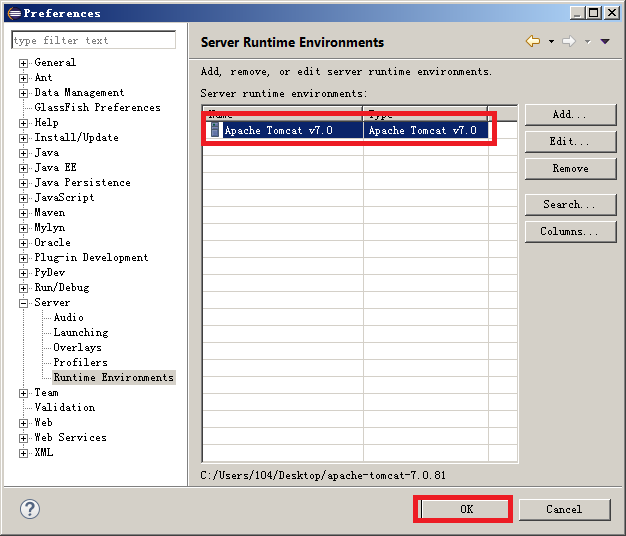 Preferences
type filter text
General
Ant
Data Management
GlassFish Preferences
Help
Install/Update
Java
Java EE
Java Persistence
JavaScript
Maven
Mylyn
Oracle
Plug-in Development
PyDev
Run/Debug
Server
Audio
Launching
Overlays
Profilers
Runtime Environments
Team
Validation
Web
Web Services
XML
Server Runtime Environments
Add, remove, or edit server runtime environments.
Server runtime environments:
Name Type
Apache Tomcat v7.0 Apache Tomcat v7.0
Add...
Edit...
Remove
Search...
Columns...
C:/Users/104/Desktop/apache-tomcat-7.0.81
?
OK
Cancel